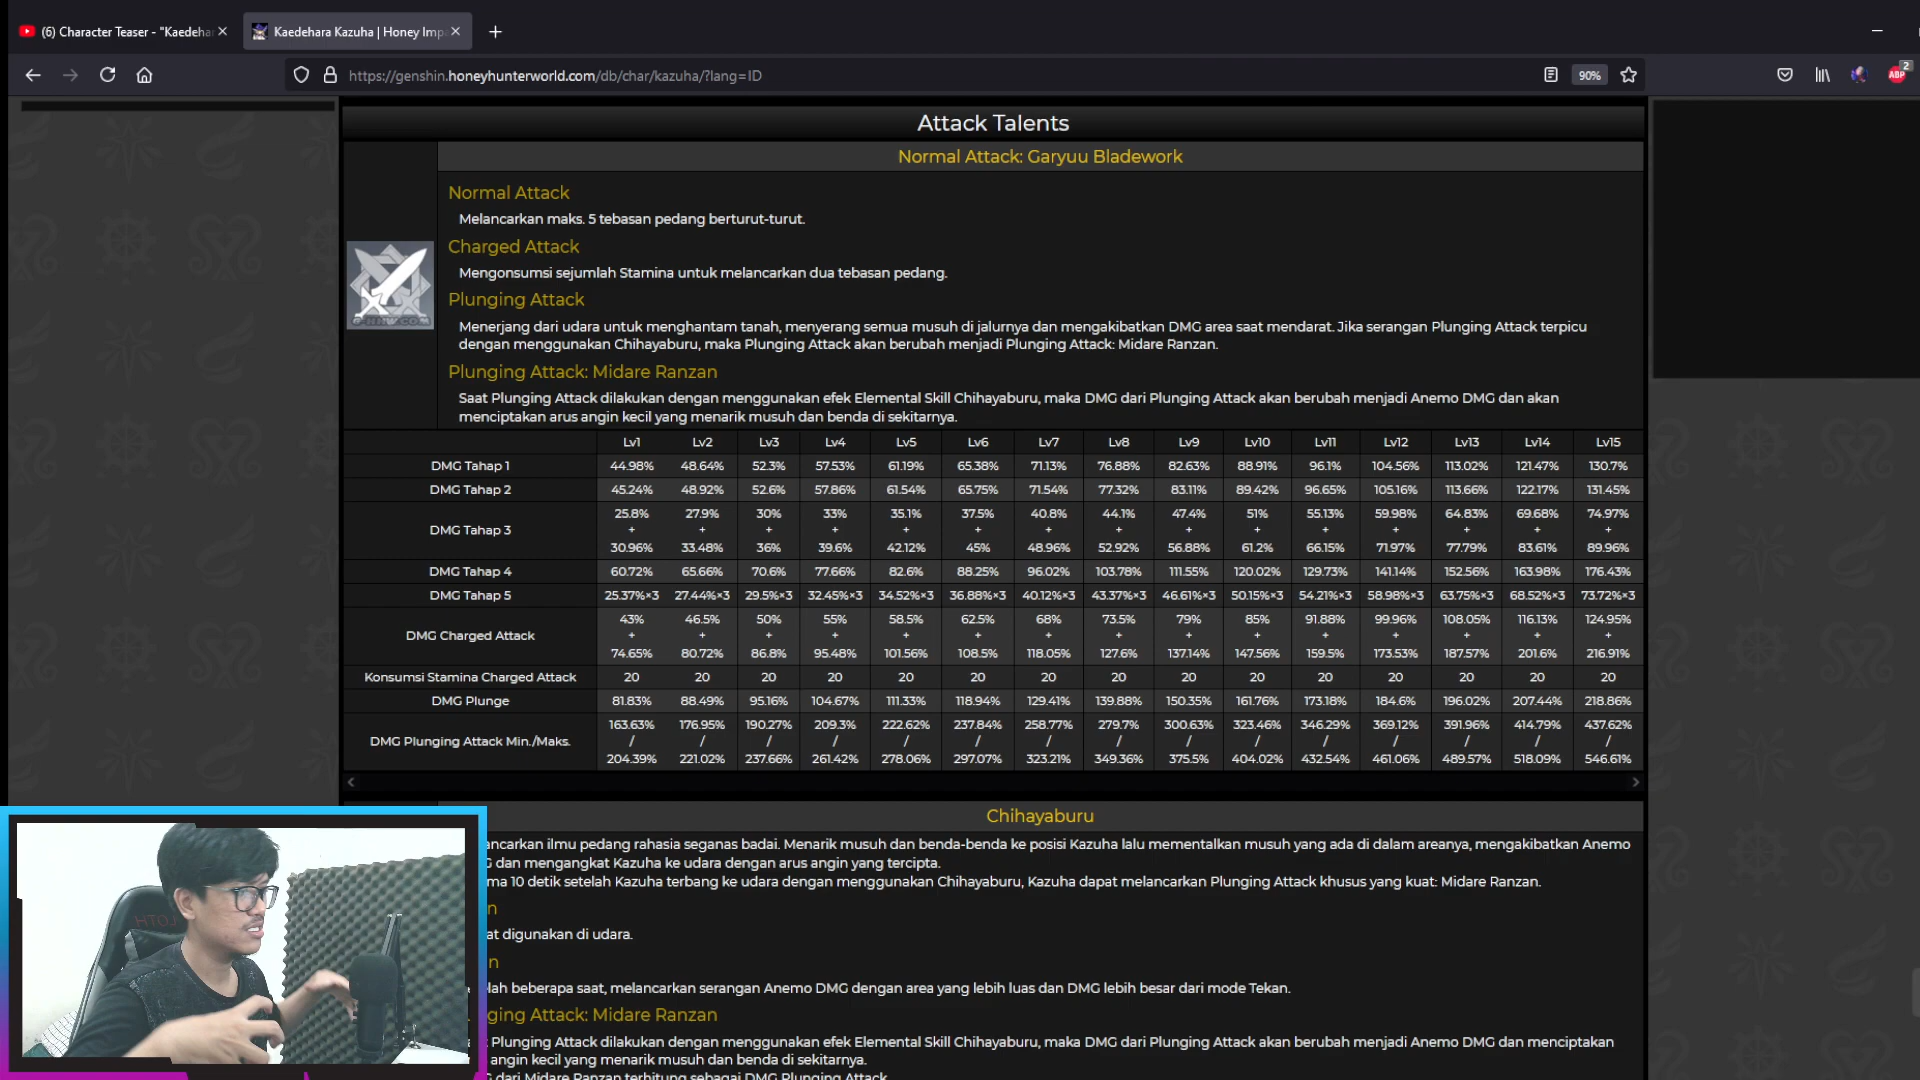 (6) Character Teaser - "Kaedehar
Kaedehara Kazuha | Honey Imp
https://genshin.honeyhunterworld.com/db/char/kazuha/?lang=ID
90%
ABP
2
Attack Talents
Normal Attack: Garyuu Bladework
Normal Attack
Melancarkan maks. 5 tebasan pedang berturut-turut.
Charged Attack
Mengonsumsi sejumlah Stamina untuk melancarkan dua tebasan pedang.
Plunging Attack
Menerjang dari udara untuk menghantam tanah, menyerang semua musuh di jalurnya dan mengakibatkan DMG area saat mendarat. Jika serangan Plunging Attack terpicu
dengan menggunakan Chihayaburu, maka Plunging Attack akan berubah menjadi Plunging Attack: Midare Ranzan.
Plunging Attack: Midare Ranzan
Saat Plunging Attack dilakukan dengan menggunakan efek Elemental Skill Chihayaburu, maka DMG dari Plunging Attack akan berubah menjadi Anemo DMG dan akan
menciptakan arus angin kecil yang menarik musuh dan benda di sekitarnya.
Lv1 Lv2 Lv3 Lv4 Lv5 Lv6 Lv7 Lv8 Lv9 Lv10 Lv11 Lv12 Lv13 Lv14 Lv15
DMG Tahap 1 44.98% 48.64% 52.3% 57.53% 61.19% 65.38% 71.13% 76.88% 82.63% 88.91% 96.1% 104.56% 113.02% 121.47% 130.7%
DMG Tahap 2 45.24% 48.92% 52.6% 57.86% 61.54% 65.75% 71.54% 77.32% 83.11% 89.42% 96.65% 105.16% 113.66% 122.17% 131.45%
25.8% 27.9% 30% 33% 35.1% 37.5% 40.8% 44.1% 47.4% 51% 55.13% 59.98% 64.83% 69.68% 74.97%
DMG Tahap 3 + + + + + + + + + + + + + + +
30.96% 33.48% 36% 39.6% 42.12% 45% 48.96% 52.92% 56.88% 61.2% 66.15% 71.97% 77.79% 83.61% 89.96%
DMG Tahap 4 60.72% 65.66% 70.6% 77.66% 82.6% 88.25% 96.02% 103.78% 111.55% 120.02% 129.73% 141.14% 152.56% 163.98% 176.43%
DMG Tahap 5 25.37%×3 27.44%×3 29.5%×3 32.45%×3 34.52%×3 36.88%×3 40.12%×3 43.37%×3 46.61%×3 50.15%×3 54.21%×3 58.98%×3 63.75%×3 68.52%×3 73.72%×3
43% 46.5% 50% 55% 58.5% 62.5% 68% 73.5% 79% 85% 91.88% 99.96% 108.05% 116.13% 124.95%
DMG Charged Attack + + + + + + + + + + + + + + +
74.65% 80.72% 86.8% 95.48% 101.56% 108.5% 118.05% 127.6% 137.14% 147.56% 159.5% 173.53% 187.57% 201.6% 216.91%
Konsumsi Stamina Charged Attack 20 20 20 20 20 20 20 20 20 20 20 20 20 20 20
DMG Plunge 81.83% 88.49% 95.16% 104.67% 111.33% 118.94% 129.41% 139.88% 150.35% 161.76% 173.18% 184.6% 196.02% 207.44% 218.86%
163.63% 176.95% 190.27% 209.3% 222.62% 237.84% 258.77% 279.7% 300.63% 323.46% 346.29% 369.12% 391.96% 414.79% 437.62%
DMG Plunging Attack Min./Maks. / / / / / / / / / / / / / / /
204.39% 221.02% 237.66% 261.42% 278.06% 297.07% 323.21% 349.36% 375.5% 404.02% 432.54% 461.06% 489.57% 518.09% 546.61%
Chihayaburu
ancarkan ilmu pedang rahasia seganas badai. Menarik musuh dan benda-benda ke posisi Kazuha lalu mementalkan musuh yang ada di dalam areanya, mengakibatkan Anemo
G dan mengangkat Kazuha ke udara dengan arus angin yang tercipta.
ma 10 detik setelah Kazuha terbang ke udara dengan menggunakan Chihayaburu, Kazuha dapat melancarkan Plunging Attack khusus yang kuat: Midare Ranzan.
n
at digunakan di udara.
n
elah beberapa saat, melancarkan serangan Anemo DMG dengan area yang lebih luas dan DMG lebih besar dari mode Tekan.
ging Attack: Midare Ranzan
Plunging Attack dilakukan dengan menggunakan efek Elemental Skill Chihayaburu, maka DMG dari Plunging Attack akan berubah menjadi Anemo DMG dan menciptakan
angin kecil yang menarik musuh dan benda di sekitarnya.
G dari Midare Ranzan terhitung sebagai DMG Plunging Attack.